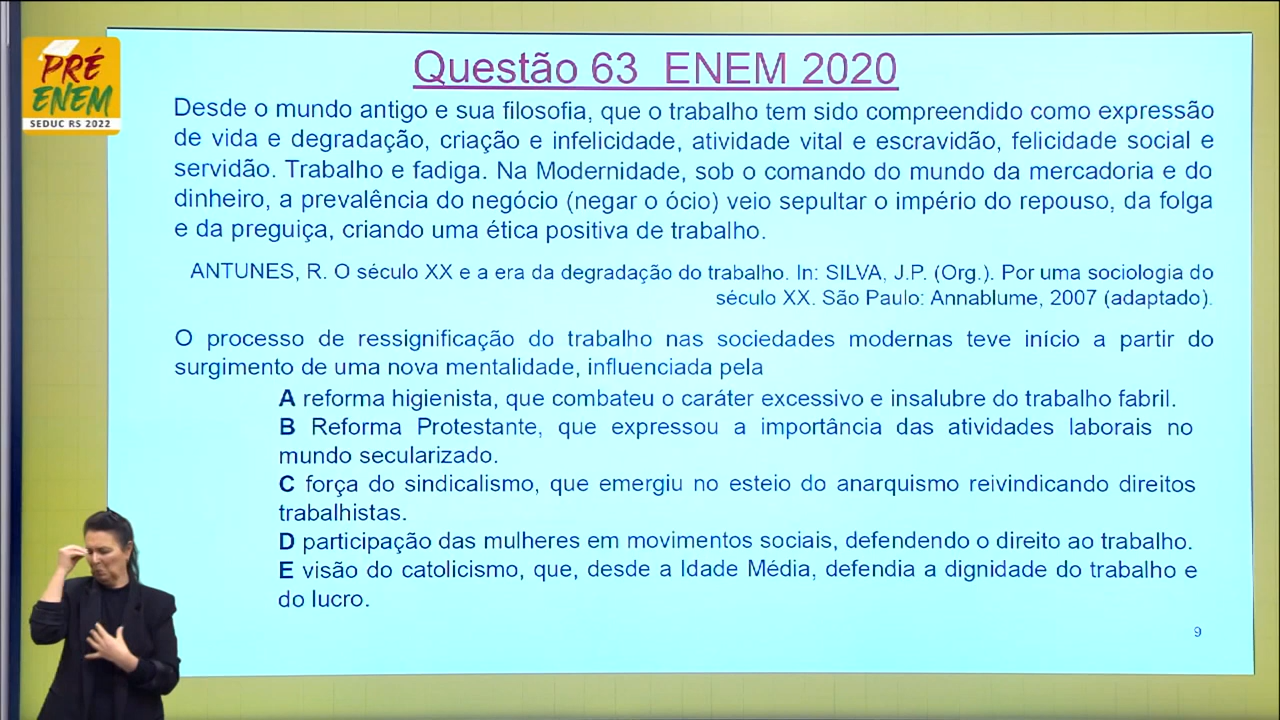 PRÉ
ENEM
SEDUC RS 2022
Questão 63 ENEM 2020
Desde o mundo antigo e sua filosofia, que o trabalho tem sido compreendido como expressão
de vida e degradação, criação e infelicidade, atividade vital e escravidão, felicidade social e
servidão. Trabalho e fadiga. Na Modernidade, sob o comando do mundo da mercadoria e do
dinheiro, a prevalência do negócio (negar o ócio) veio sepultar o império do repouso, da folga
e da preguiça, criando uma ética positiva de trabalho.
ANTUNES, R. O século XX e a era da degradação do trabalho. In: SILVA, J.P. (Org.). Por uma sociologia do
século XX. São Paulo: Annablume, 2007 (adaptado).
O processo de ressignificação do trabalho nas sociedades modernas teve início a partir do
surgimento de uma nova mentalidade, influenciada pela
A reforma higienista, que combateu o caráter excessivo e insalubre do trabalho fabril.
B Reforma Protestante, que expressou a importância das atividades laborais no
mundo secularizado.
C força do sindicalismo, que emergiu no esteio do anarquismo reivindicando direitos
trabalhistas.
D participação das mulheres em movimentos sociais, defendendo o direito ao trabalho.
E visão do catolicismo, que, desde a Idade Média, defendia a dignidade do trabalho e
do lucro.
9